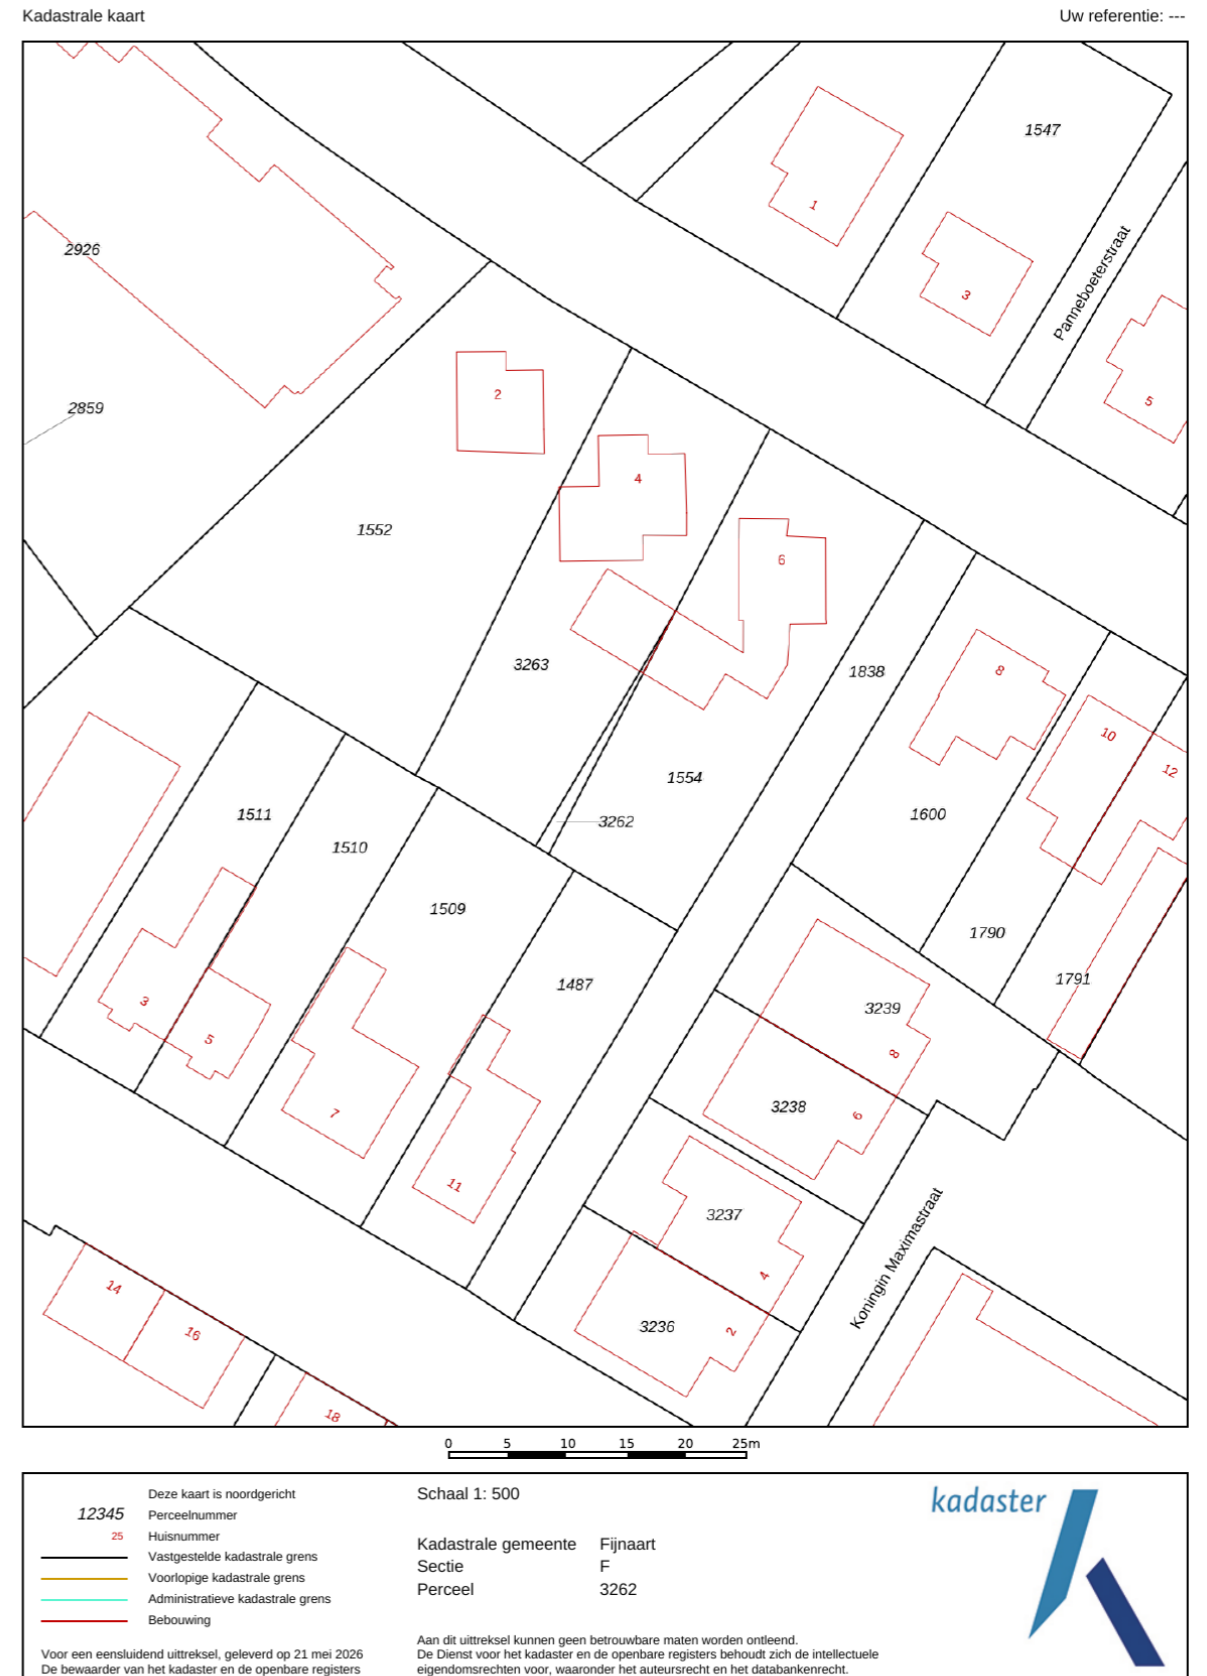 Kadastrale kaart
Uw referentie: ---
1547
1
Panneboeterstraat
2926
3
2859
2
5
4
1552
6
3263
1838
8
10
12
1554
1511
3262
1600
1510
1509
1790
1487
1791
3
3239
5
8
7
3238
6
11
3237
Koningin Maximastraat
4
14
3236
2
16
18
0 5 10 15 20 25m
Deze kaart is noordgericht
12345 Perceelnummer
25 Huisnummer
Vastgestelde kadastrale grens
Voorlopige kadastrale grens
Administratieve kadastrale grens
Bebouwing
Voor een eensluidend uittreksel, geleverd op 21 mei 2026
De bewaarder van het kadaster en de openbare registers
Schaal 1: 500
Kadastrale gemeente Fijnaart
Sectie F
Perceel 3262
Aan dit uittreksel kunnen geen betrouwbare maten worden ontleend.
De Dienst voor het kadaster en de openbare registers behoudt zich de intellectuele
eigendomsrechten voor, waaronder het auteursrecht en het databankenrecht.
kadaster